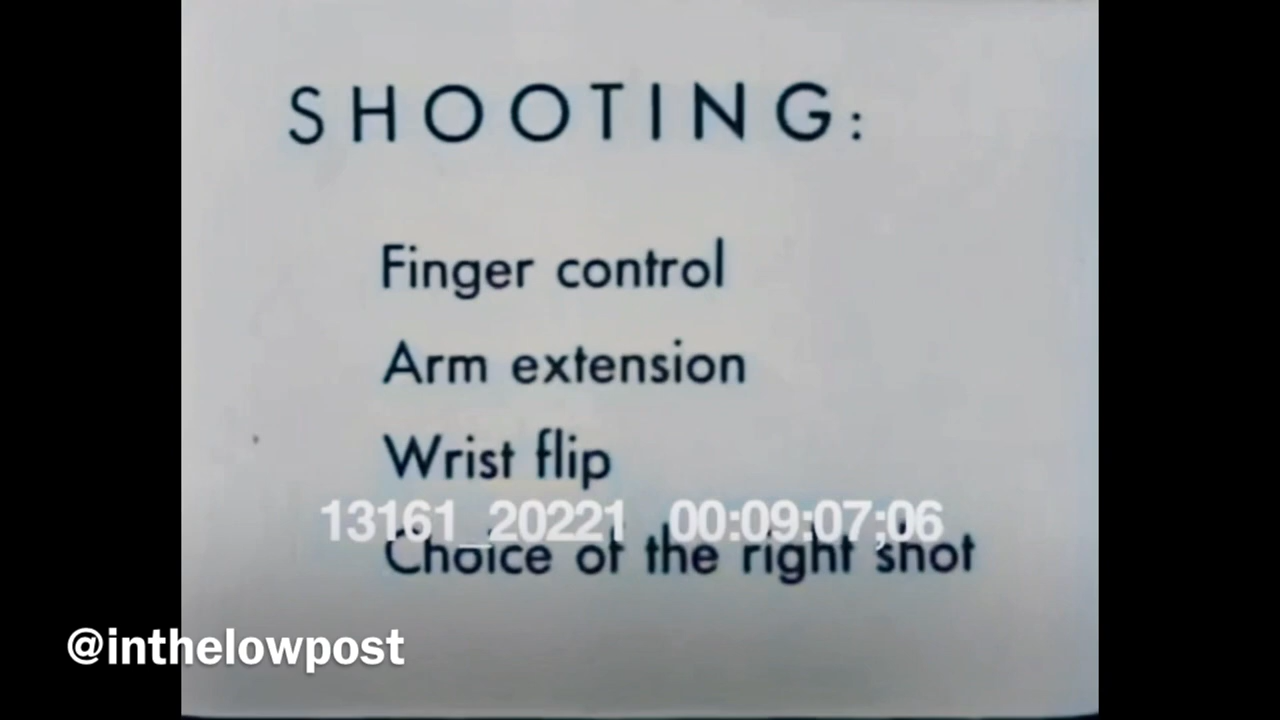 SHOOTING:
Finger control
Arm extension
Wrist flip
13161_20221 00:09:07;06
Choice of the right shot
@inthelowpost